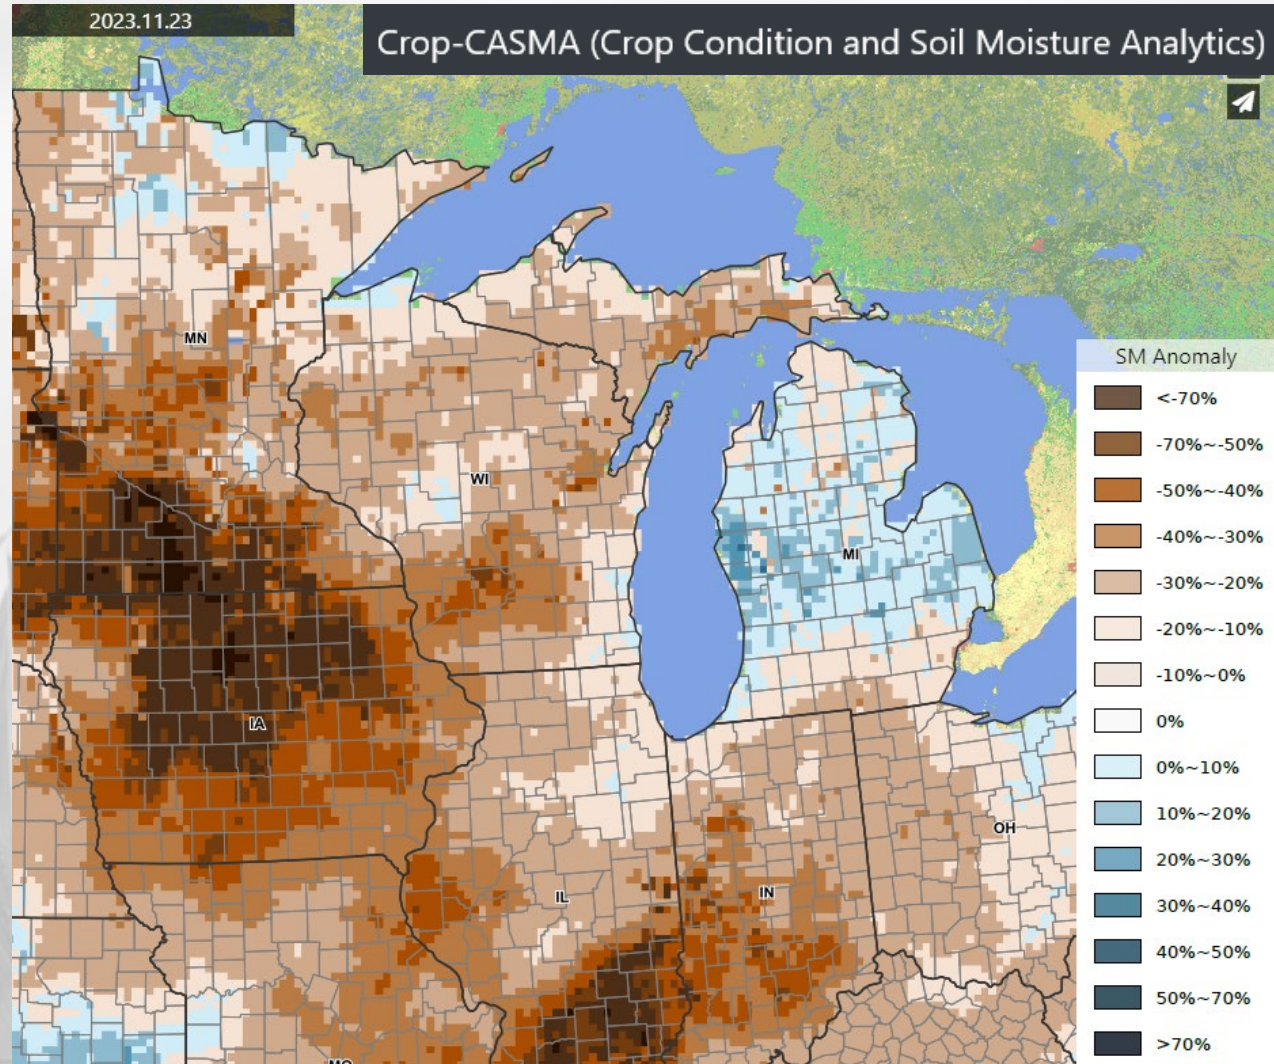 2023.11.23
Crop-CASMA (Crop Condition and Soil Moisture Analytics)
MN
WI
MI
IA
IL
IN
OH
MO
SM Anomaly
<-70%
-70%~-50%
-50%~-40%
-40%~-30%
-30%~-20%
-20%~-10%
-10%~0%
0%
0%~10%
10%~20%
20%~30%
30%~40%
40%~50%
50%~70%
>70%